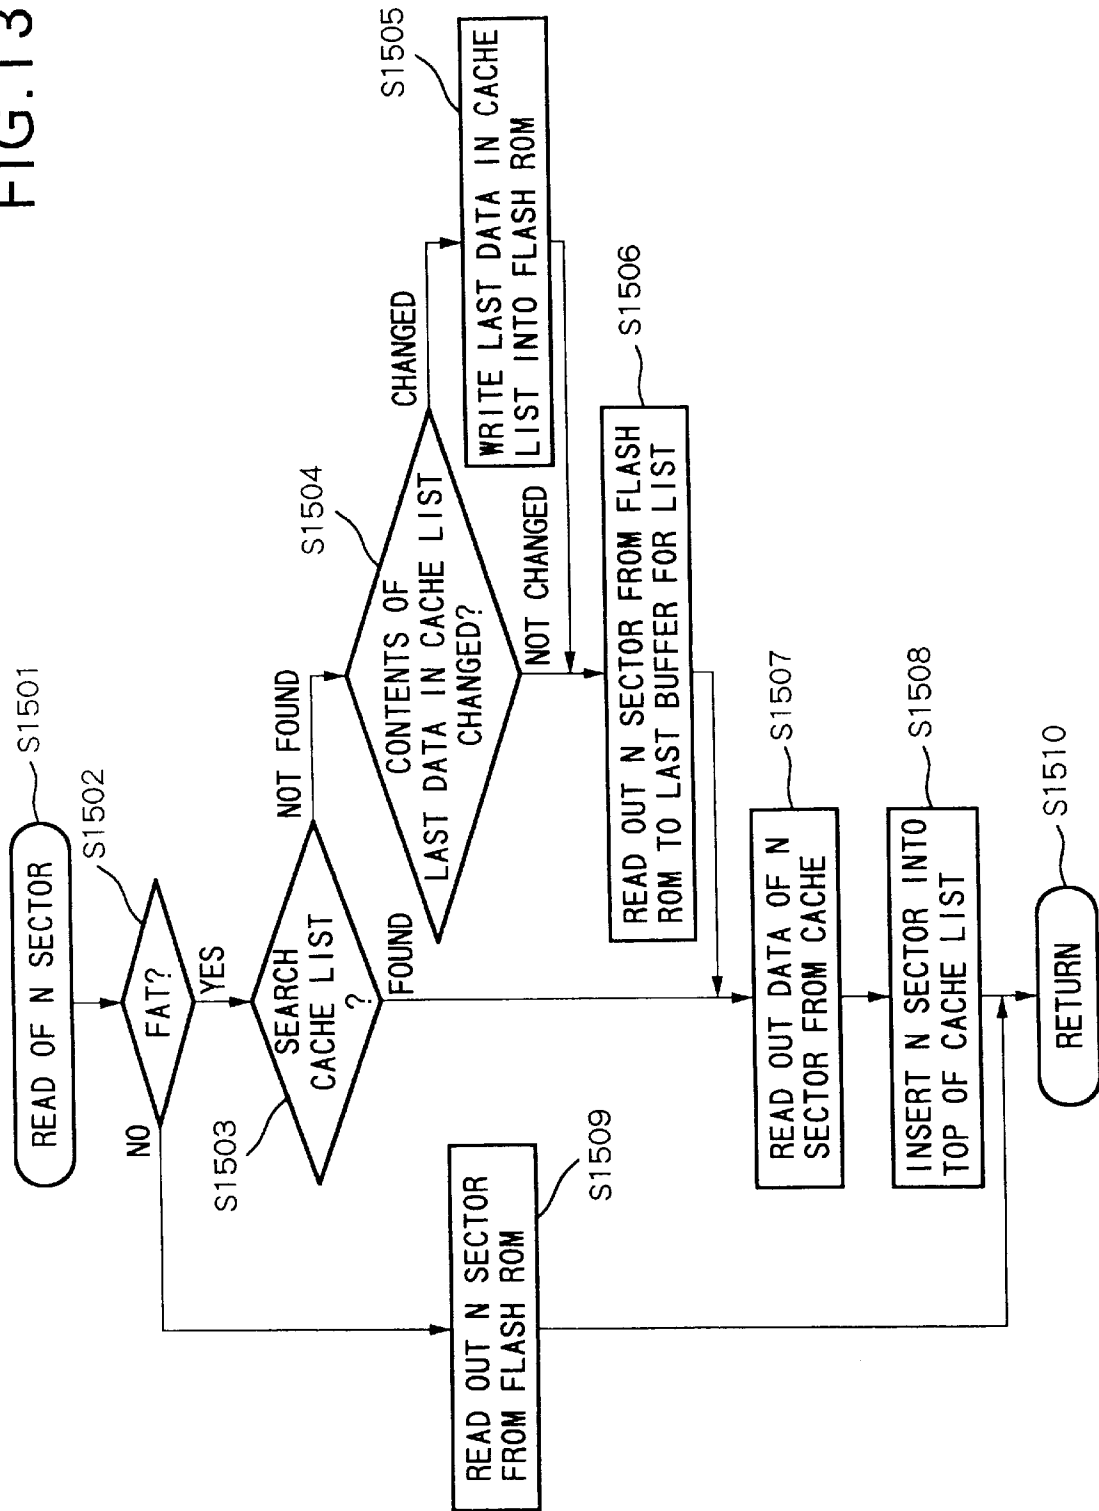 FIG.13
READ OF N SECTOR
S1501
FAT?
S1502
NO
YES
SEARCH
CACHE LIST
?
S1503
NOT FOUND
FOUND
CONTENTS OF
LAST DATA IN CACHE LIST
CHANGED?
S1504
CHANGED
NOT CHANGED
WRITE LAST DATA IN CACHE
LIST INTO FLASH ROM
S1505
READ OUT N SECTOR FROM FLASH
ROM TO LAST BUFFER FOR LIST
S1506
READ OUT N SECTOR
FROM FLASH ROM
S1509
READ OUT DATA OF N
SECTOR FROM CACHE
S1507
INSERT N SECTOR INTO
TOP OF CACHE LIST
S1508
RETURN
S1510